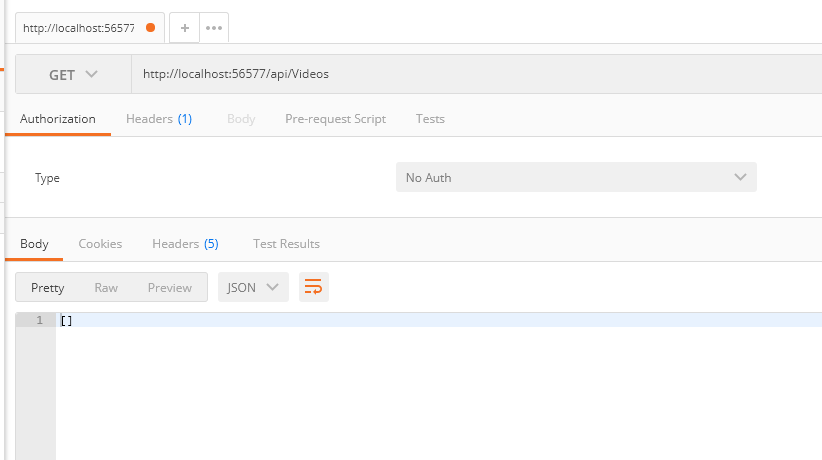 http://localhost:56577
GET http://localhost:56577/api/Videos
Authorization Headers (1) Body Pre-request Script Tests
Type No Auth
Body Cookies Headers (5) Test Results
Pretty Raw Preview JSON
1 []